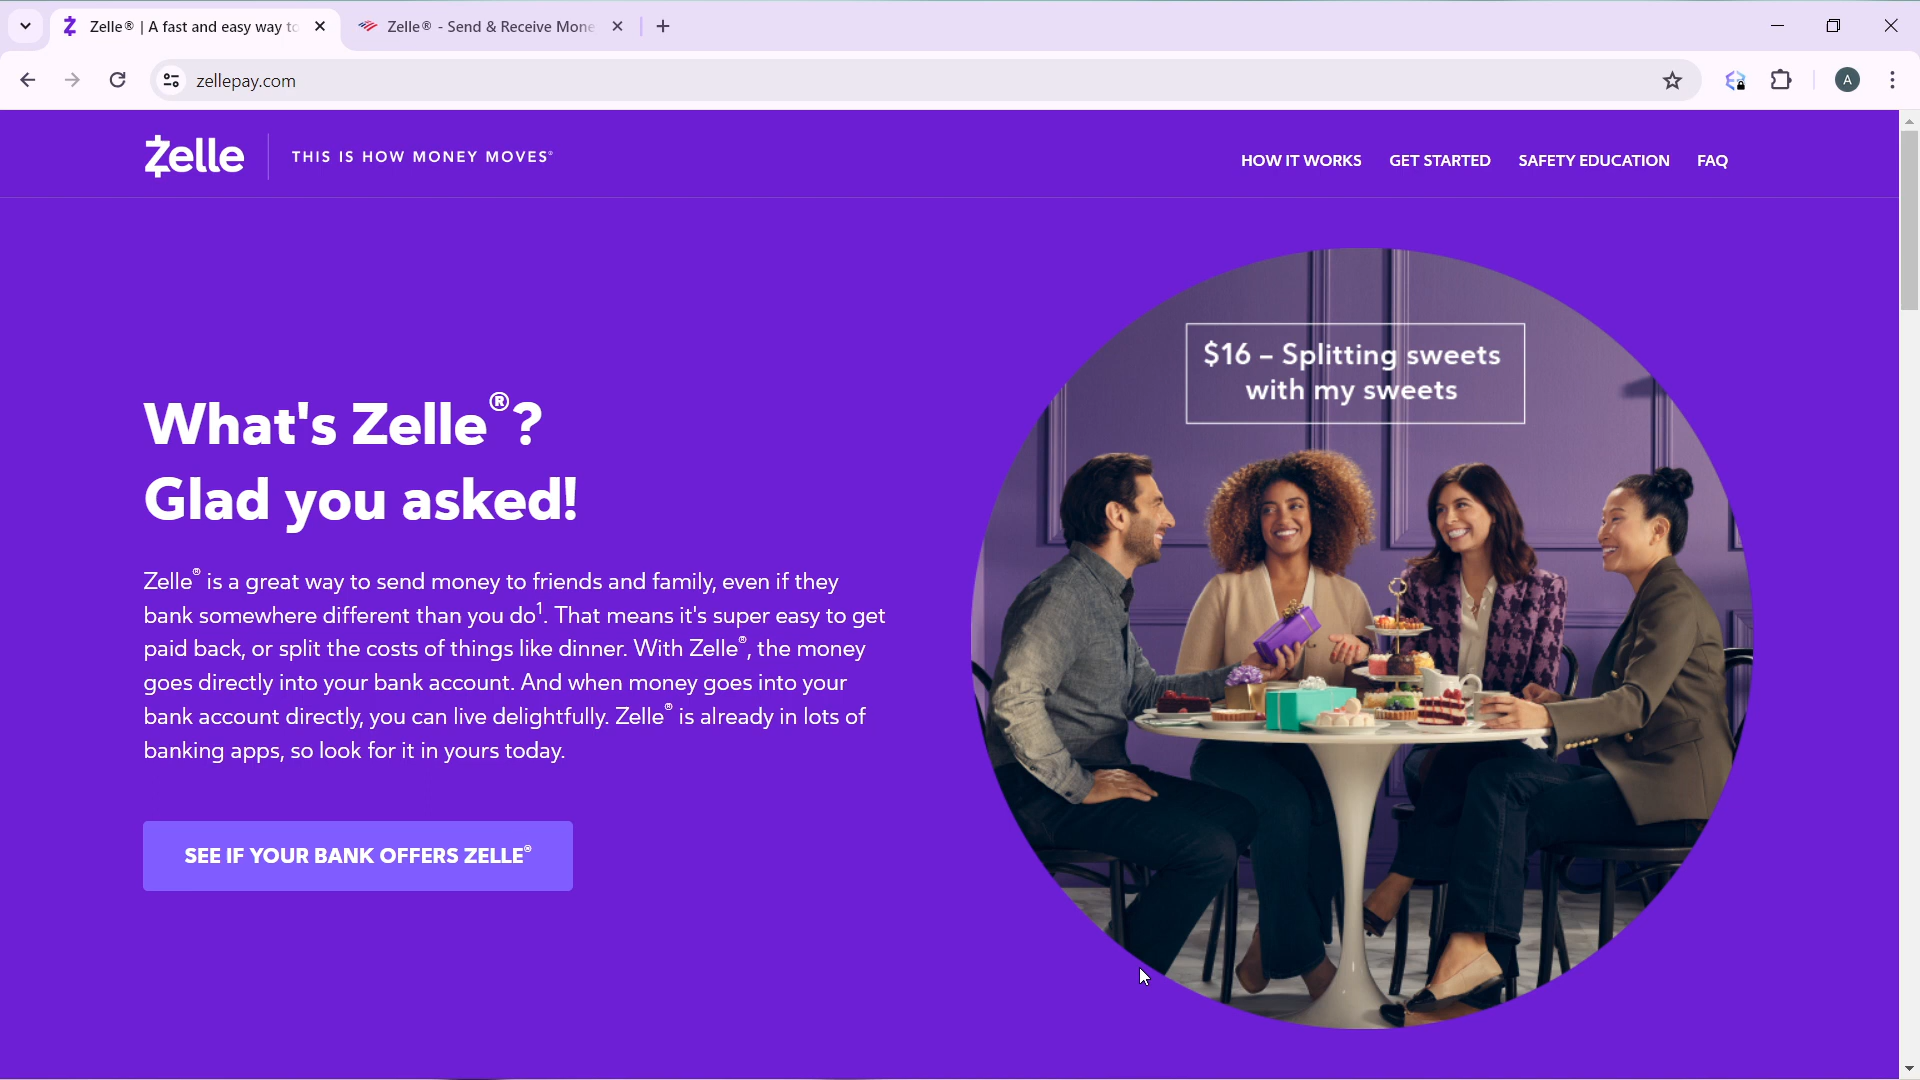 Zelle® | A fast and easy way to
Zelle® - Send & Receive Mone
zellepay.com
A
Zelle
THIS IS HOW MONEY MOVES®
HOW IT WORKS
GET STARTED
SAFETY EDUCATION
FAQ
$16 – Splitting sweets
with my sweets
What's Zelle®?
Glad you asked!
Zelle® is a great way to send money to friends and family, even if they
bank somewhere different than you do1. That means it's super easy to get
paid back, or split the costs of things like dinner. With Zelle®, the money
goes directly into your bank account. And when money goes into your
bank account directly, you can live delightfully. Zelle® is already in lots of
banking apps, so look for it in yours today.
SEE IF YOUR BANK OFFERS ZELLE®